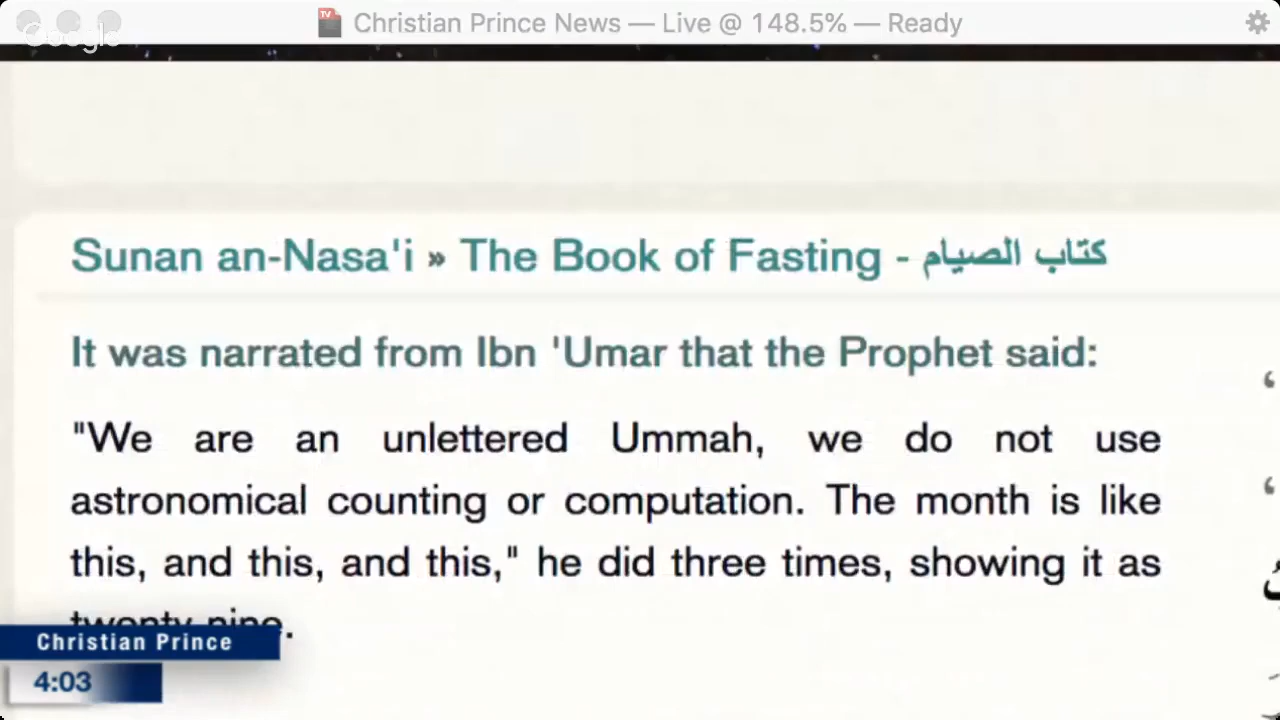 Google
Christian Prince News — Live @ 148.5% — Ready
Sunan an-Nasa'i » The Book of Fasting - كتاب الصيام
It was narrated from Ibn 'Umar that the Prophet said:
"We are an unlettered Ummah, we do not use
astronomical counting or computation. The month is like
this, and this, and this," he did three times, showing it as
twenty nine.
Christian Prince
4:03